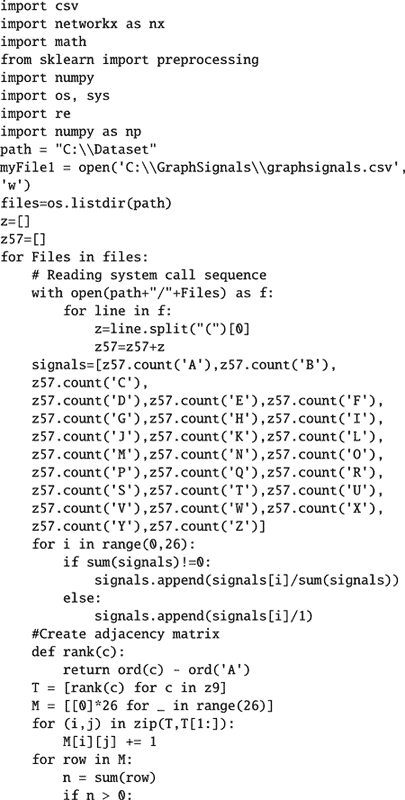 import csv
import networkx as nx
import math
from sklearn import preprocessing
import numpy
import os, sys
import re
import numpy as np
path = "C:\\Dataset"
myFile1 = open('C:\\GraphSignals\\graphsignals.csv',
'w')
files=os.listdir(path)
z=[]
z57=[]
for Files in files:
    # Reading system call sequence
    with open(path+"/"+Files) as f:
        for line in f:
            z=line.split("(")[0]
            z57=z57+z
    signals=[z57.count('A'),z57.count('B'),
    z57.count('C'),
    z57.count('D'),z57.count('E'),z57.count('F'),
    z57.count('G'),z57.count('H'),z57.count('I'),
    z57.count('J'),z57.count('K'),z57.count('L'),
    z57.count('M'),z57.count('N'),z57.count('O'),
    z57.count('P'),z57.count('Q'),z57.count('R'),
    z57.count('S'),z57.count('T'),z57.count('U'),
    z57.count('V'),z57.count('W'),z57.count('X'),
    z57.count('Y'),z57.count('Z')]
    for i in range(0,26):
        if sum(signals)!=0:
            signals.append(signals[i]/sum(signals))
        else:
            signals.append(signals[i]/1)
    #Create adjacency matrix
    def rank(c):
        return ord(c) - ord('A')
    T = [rank(c) for c in z9]
    M = [[0]*26 for _ in range(26)]
    for (i,j) in zip(T,T[1:]):
        M[i][j] += 1
    for row in M:
        n = sum(row)
        if n > 0: